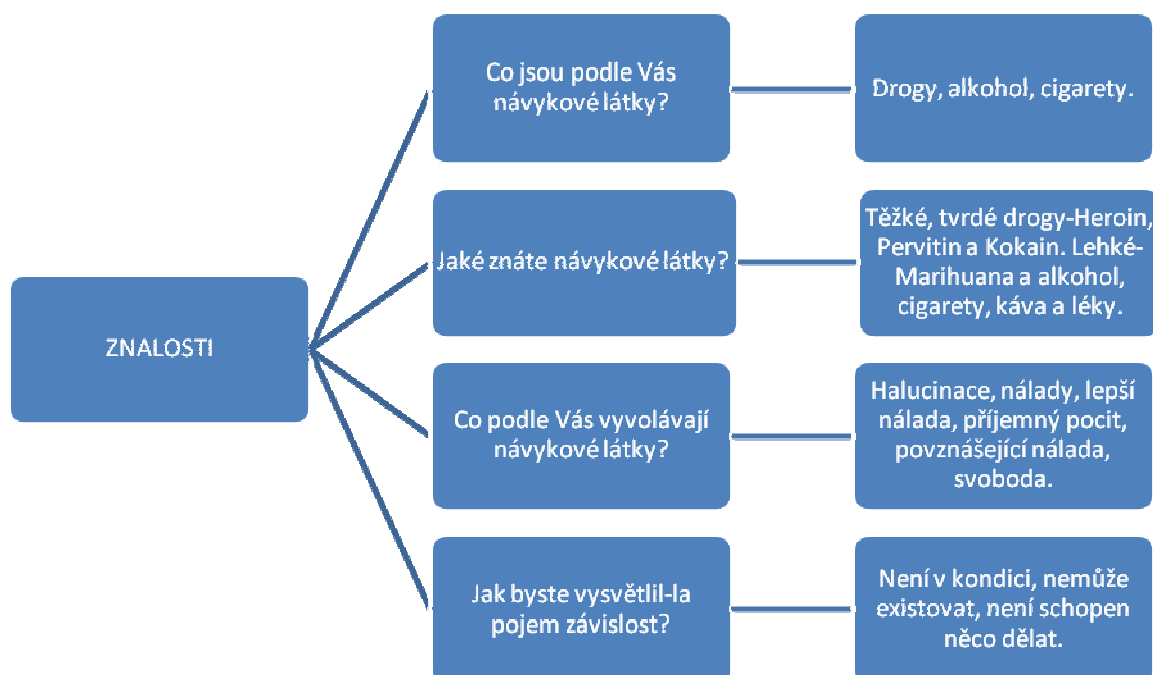 ZNALOSTI
Co jsou podle Vás
návykové látky?
Drogy, alkohol, cigarety.
Jaké znáte návykové látky?
Těžké, tvrdé drogy-Heroin,
Pervitin a Kokain. Lehké-
Marihuana a alkohol,
cigarety, káva a léky.
Co podle Vás vyvolávají
návykové látky?
Halucinace, nálady, lepší
nálada, příjemný pocit,
povznášející nálada,
svoboda.
Jak byste vysvětlil-la
pojem závislost?
Není v kondici, nemůže
existovat, není schopen
něco dělat.